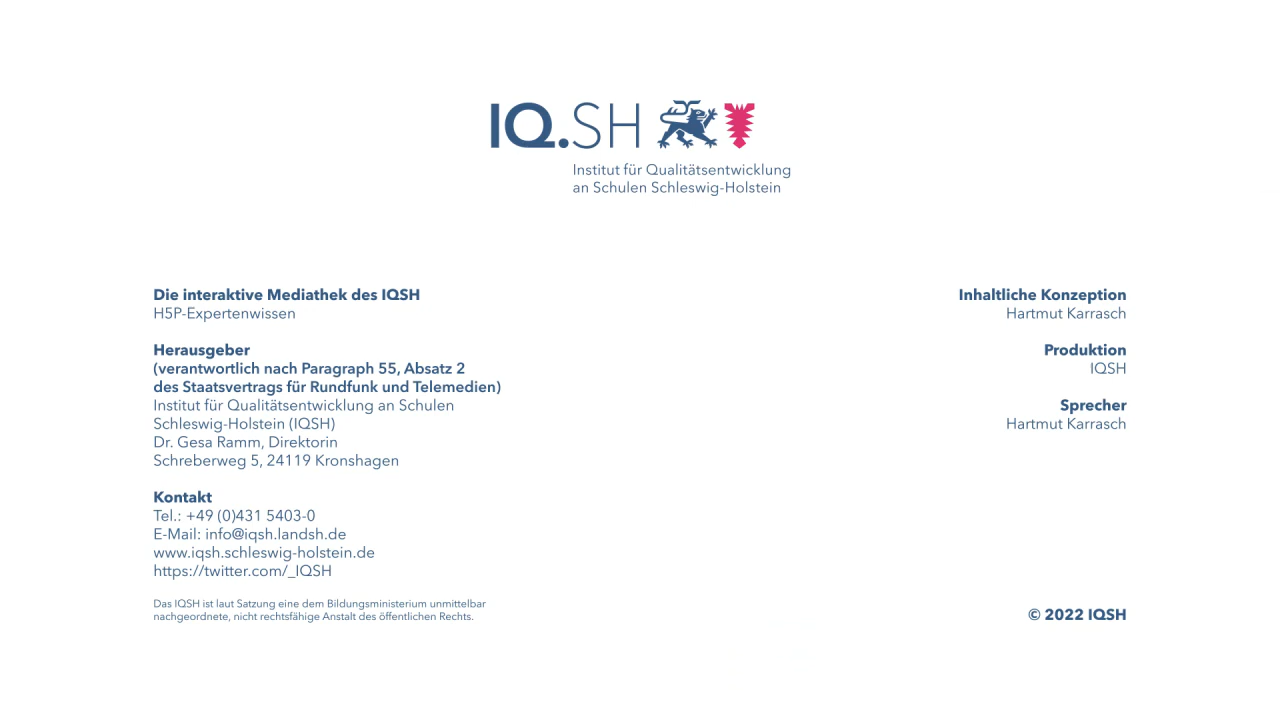 IQ.SH
Institut für Qualitätsentwicklung
an Schulen Schleswig-Holstein
Die interaktive Mediathek des IQSH
H5P-Expertenwissen
Herausgeber
(verantwortlich nach Paragraph 55, Absatz 2
des Staatsvertrags für Rundfunk und Telemedien)
Institut für Qualitätsentwicklung an Schulen
Schleswig-Holstein (IQSH)
Dr. Gesa Ramm, Direktorin
Schreberweg 5, 24119 Kronshagen
Kontakt
Tel.: +49 (0)431 5403-0
E-Mail: info@iqsh.landsh.de
www.iqsh.schleswig-holstein.de
https://twitter.com/_IQSH
Das IQSH ist laut Satzung eine dem Bildungsministerium unmittelbar
nachgeordnete, nicht rechtsfähige Anstalt des öffentlichen Rechts.
Inhaltliche Konzeption
Hartmut Karrasch
Produktion
IQSH
Sprecher
Hartmut Karrasch
© 2022 IQSH